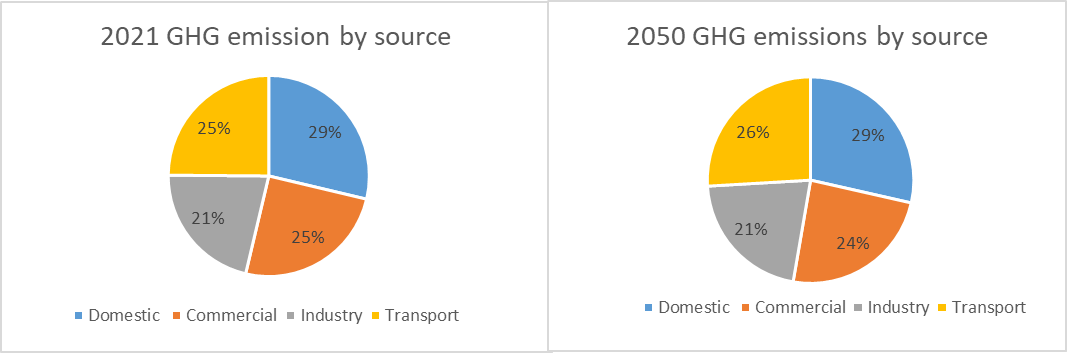 2021 GHG emission by source
25%
29%
21%
25%
Domestic Commercial Industry Transport
2050 GHG emissions by source
26%
29%
21%
24%
Domestic Commercial Industry Transport